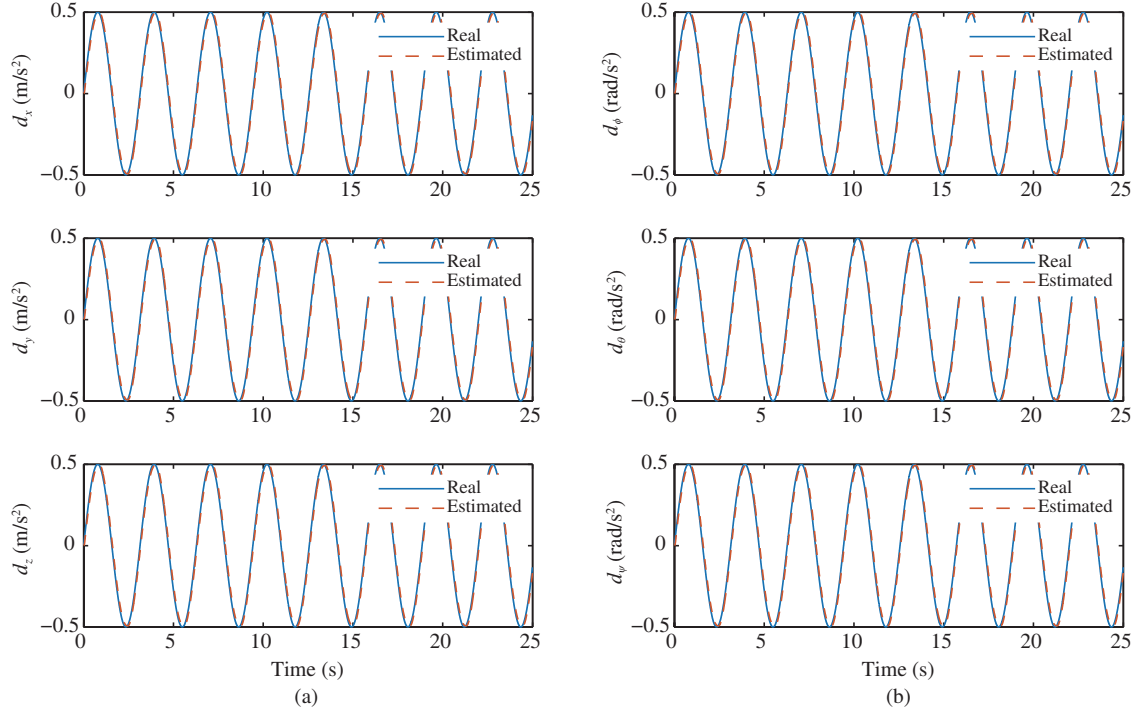 0.5
Real
Estimated
d_x (m/s²)
0
−0.5
0 5 10 15 20 25
0.5
Real
Estimated
d_y (m/s²)
0
−0.5
0 5 10 15 20 25
0.5
Real
Estimated
d_z (m/s²)
0
−0.5
0 5 10 15 20 25
Time (s)
(a)
0.5
Real
Estimated
d_ϕ (rad/s²)
0
−0.5
0 5 10 15 20 25
0.5
Real
Estimated
d_θ (rad/s²)
0
−0.5
0 5 10 15 20 25
0.5
Real
Estimated
d_ψ (rad/s²)
0
−0.5
0 5 10 15 20 25
Time (s)
(b)